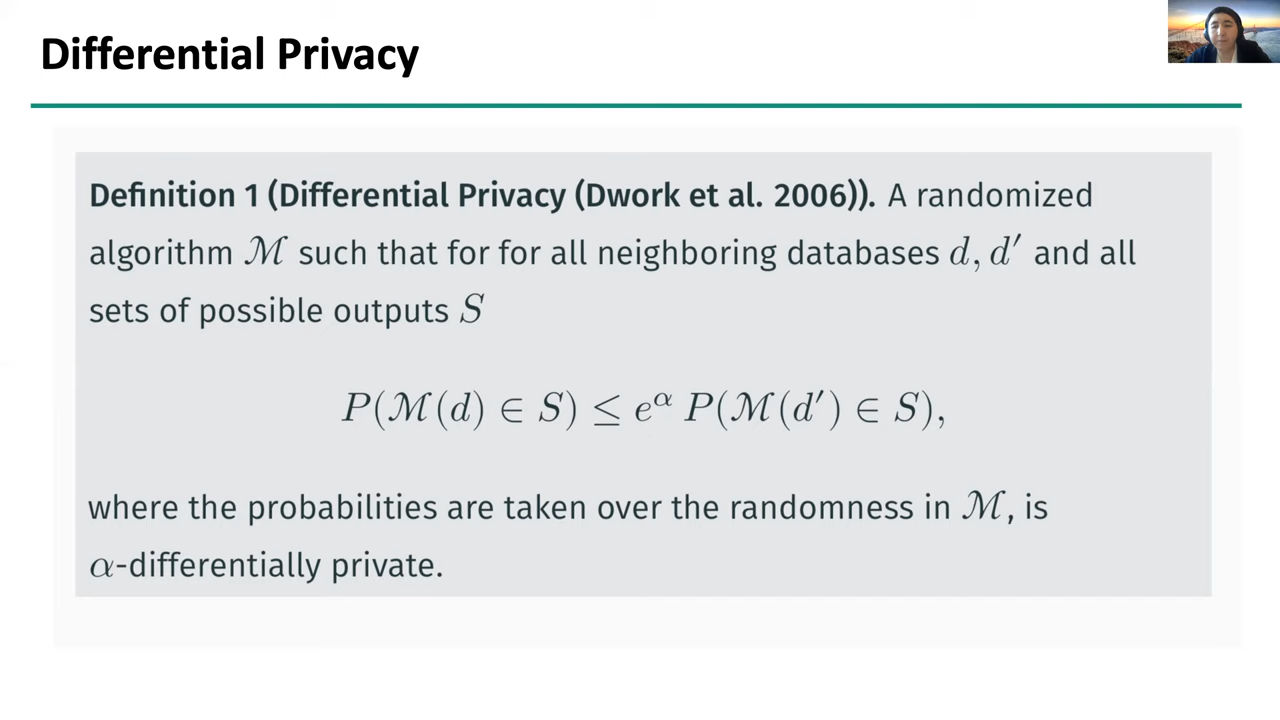 Differential Privacy
Definition 1 (Differential Privacy (Dwork et al. 2006)). A randomized
algorithm ℳ such that for for all neighboring databases d, d′ and all
sets of possible outputs S
P(ℳ(d) ∈ S) ≤ e^α P(ℳ(d′) ∈ S),
where the probabilities are taken over the randomness in ℳ, is
α-differentially private.